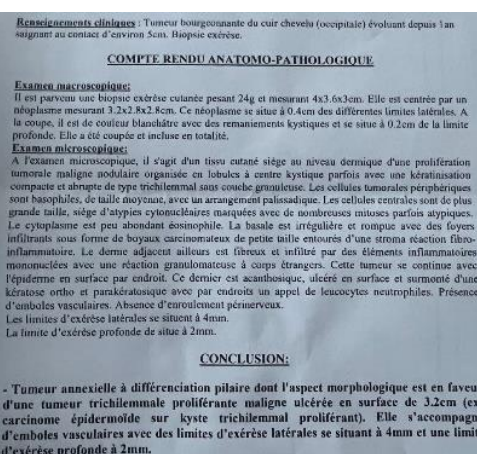 Renseignements cliniques : Tumeur bourgeonnante du cuir chevelu (occipitale) évoluant depuis 1an
saignant au contact d'environ 5cm. Biopsie exérèse.
COMPTE RENDU ANATOMO-PATHOLOGIQUE
Examen macroscopique:
Il est parvenu une biopsie exérèse cutanée pesant 24g et mesurant 4x3.6x3cm. Elle est centrée par un
néoplasme mesurant 3.2x2.8x2.8cm. Ce néoplasme se situe à 0.4cm des différentes limites latérales. A
la coupe, il est de couleur blanchâtre avec des remaniements kystiques et se situe à 0.2cm de la limite
profonde. Elle a été coupée et incluse en totalité.
Examen microscopique:
A l'examen microscopique, il s'agit d'un tissu cutané siège au niveau dermique d'une prolifération
tumorale maligne nodulaire organisée en lobules à centre kystique parfois avec une kératinisation
compacte et abrupte de type trichilemmal sans couche granuleuse. Les cellules tumorales périphériques
sont basophiles, de taille moyenne, avec un arrangement palissadique. Les cellules centrales sont de plus
grande taille, siège d'atypies cytonucléaires marquées avec de nombreuses mitoses parfois atypiques.
Le cytoplasme est peu abondant éosinophile. La basale est irrégulière et rompue avec des foyers
infiltrants sous forme de boyaux carcinomateux de petite taille entourés d'une stroma réaction fibro-
inflammatoire. Le derme adjacent ailleurs est fibreux et infiltré par des éléments inflammatoires
mononucléés avec une réaction granulomateuse à corps étrangers. Cette tumeur se continue avec
l'épiderme en surface par endroit. Ce dernier est acanthosique, ulcéré en surface et surmonté d'une
kératose ortho et parakératosique avec par endroits un appel de leucocytes neutrophiles. Présence
d'emboles vasculaires. Absence d'enroulement périnerveux.
Les limites d'exérèse latérales se situent à 4mm.
La limite d'exérèse profonde de situe à 2mm.
CONCLUSION:
- Tumeur annexielle à différenciation pilaire dont l'aspect morphologique est en faveu
d'une tumeur trichilemmale proliférante maligne ulcérée en surface de 3.2cm (ex
carcinome épidermoïde sur kyste trichilemmal proliférant). Elle s'accompagn
d'emboles vasculaires avec des limites d'exérèse latérales se situant à 4mm et une limit
d'exérèse profonde à 2mm.